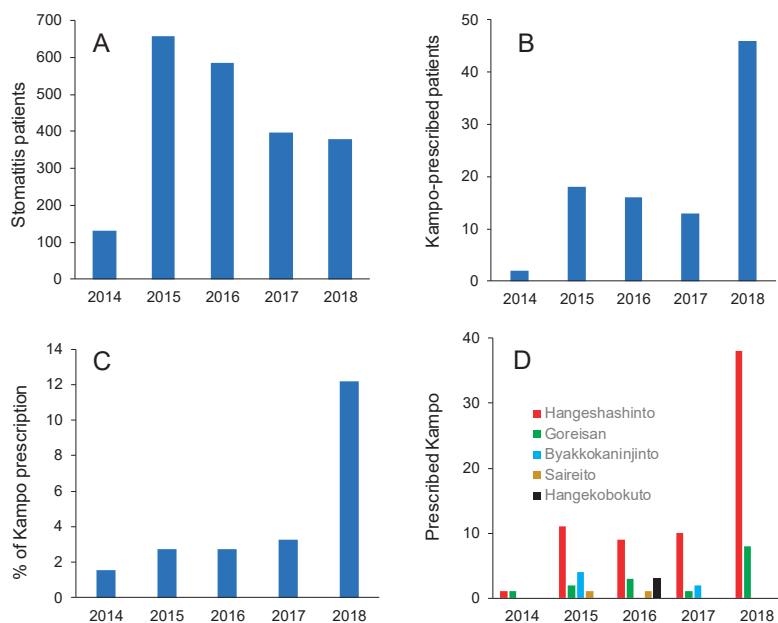 A
Stomatitis patients
700
600
500
400
300
200
100
0
2014 2015 2016 2017 2018
B
Kampo-prescribed patients
50
40
30
20
10
0
2014 2015 2016 2017 2018
C
% of Kampo prescription
14
12
10
8
6
4
2
0
2014 2015 2016 2017 2018
D
Prescribed Kampo
40
30
20
10
0
Hangeshashinto
Goreisan
Byakkokaninjinto
Saireito
Hangekobokuto
2014 2015 2016 2017 2018